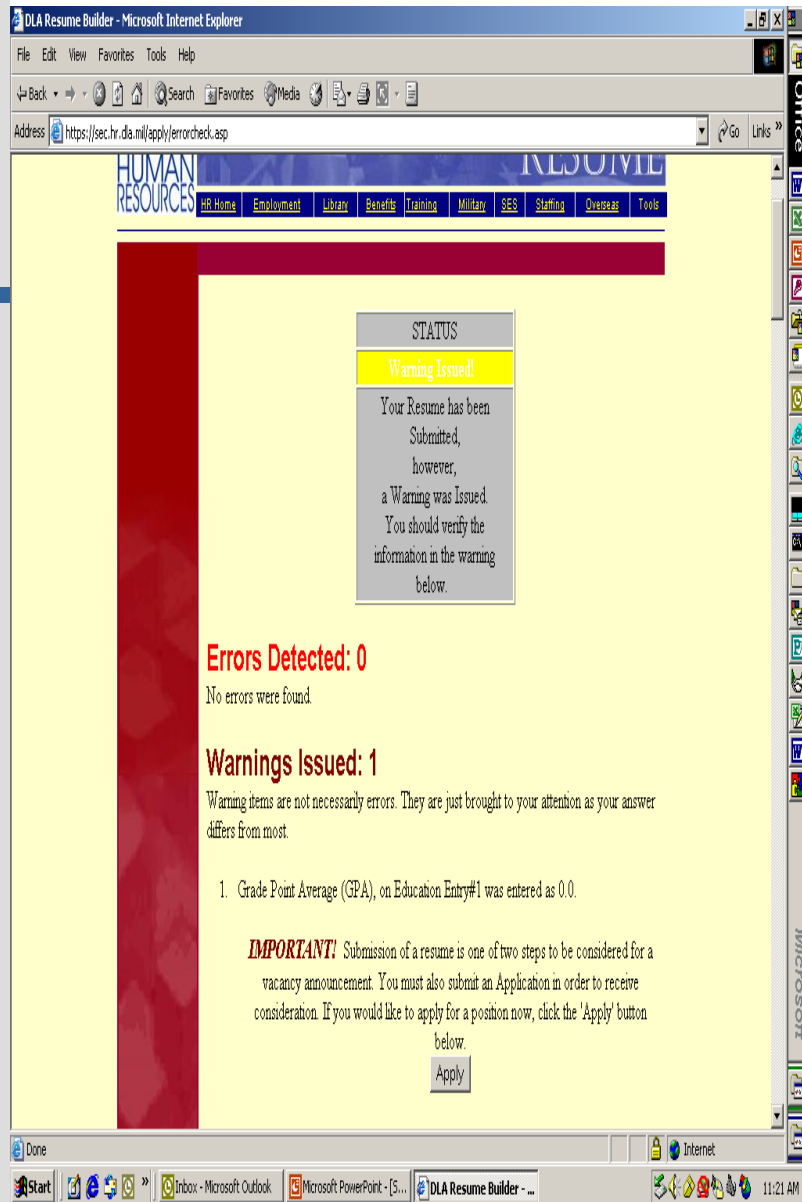 DLA Resume Builder - Microsoft Internet Explorer
File Edit View Favorites Tools Help
Back Search Favorites Media
Address https://sec.hr.dla.mil/apply/errorcheck.asp Go Links »
HUMAN
RESOURCES
RESUME
HR Home Employment Library Benefits Training Military SES Staffing Overseas Tools
STATUS
Warning Issued!
Your Resume has been
Submitted,
however,
a Warning was Issued.
You should verify the
information in the warning
below.
Errors Detected: 0
No errors were found.
Warnings Issued: 1
Warning items are not necessarily errors. They are just brought to your attention as your answer
differs from most.
1. Grade Point Average (GPA), on Education Entry#1 was entered as 0.0.
IMPORTANT! Submission of a resume is one of two steps to be considered for a
vacancy announcement. You must also submit an Application in order to receive
consideration. If you would like to apply for a position now, click the 'Apply' button
below.
Apply
Done Internet
Start » Inbox - Microsoft Outlook Microsoft PowerPoint - [S... DLA Resume Builder - ... 11:21 AM
Office
Microsoft